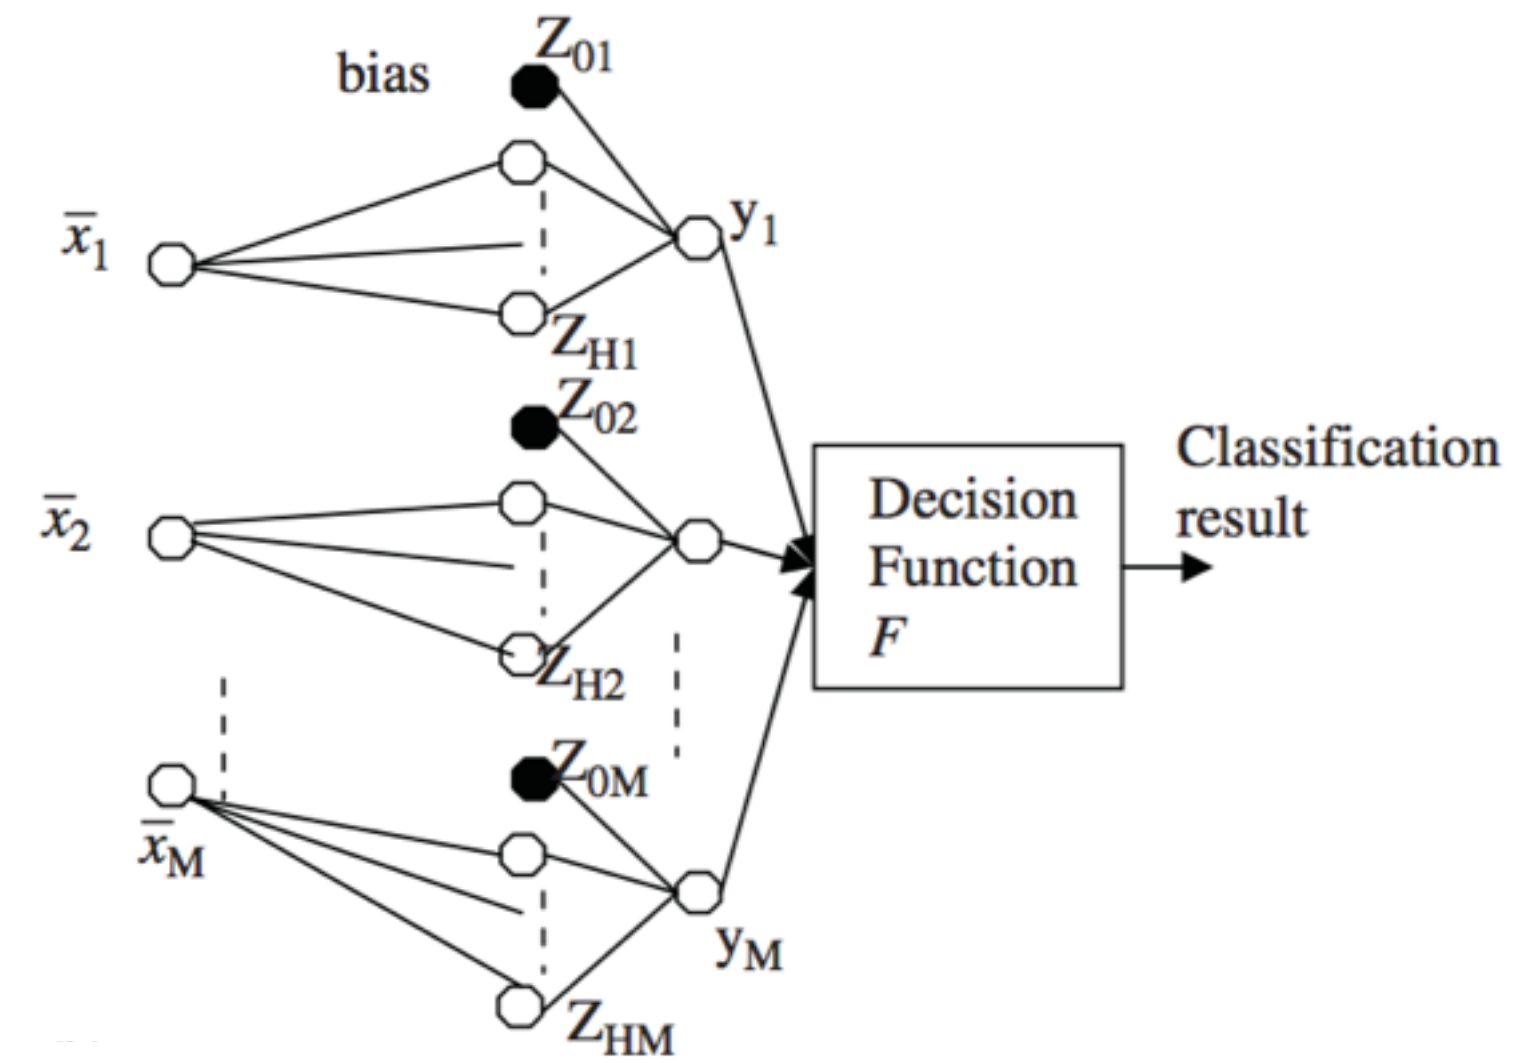 Z01
bias
x̄1
y1
ZH1
Z02
x̄2
ZH2
Decision
Function
F
Classification
result
Z0M
x̄M
yM
ZHM